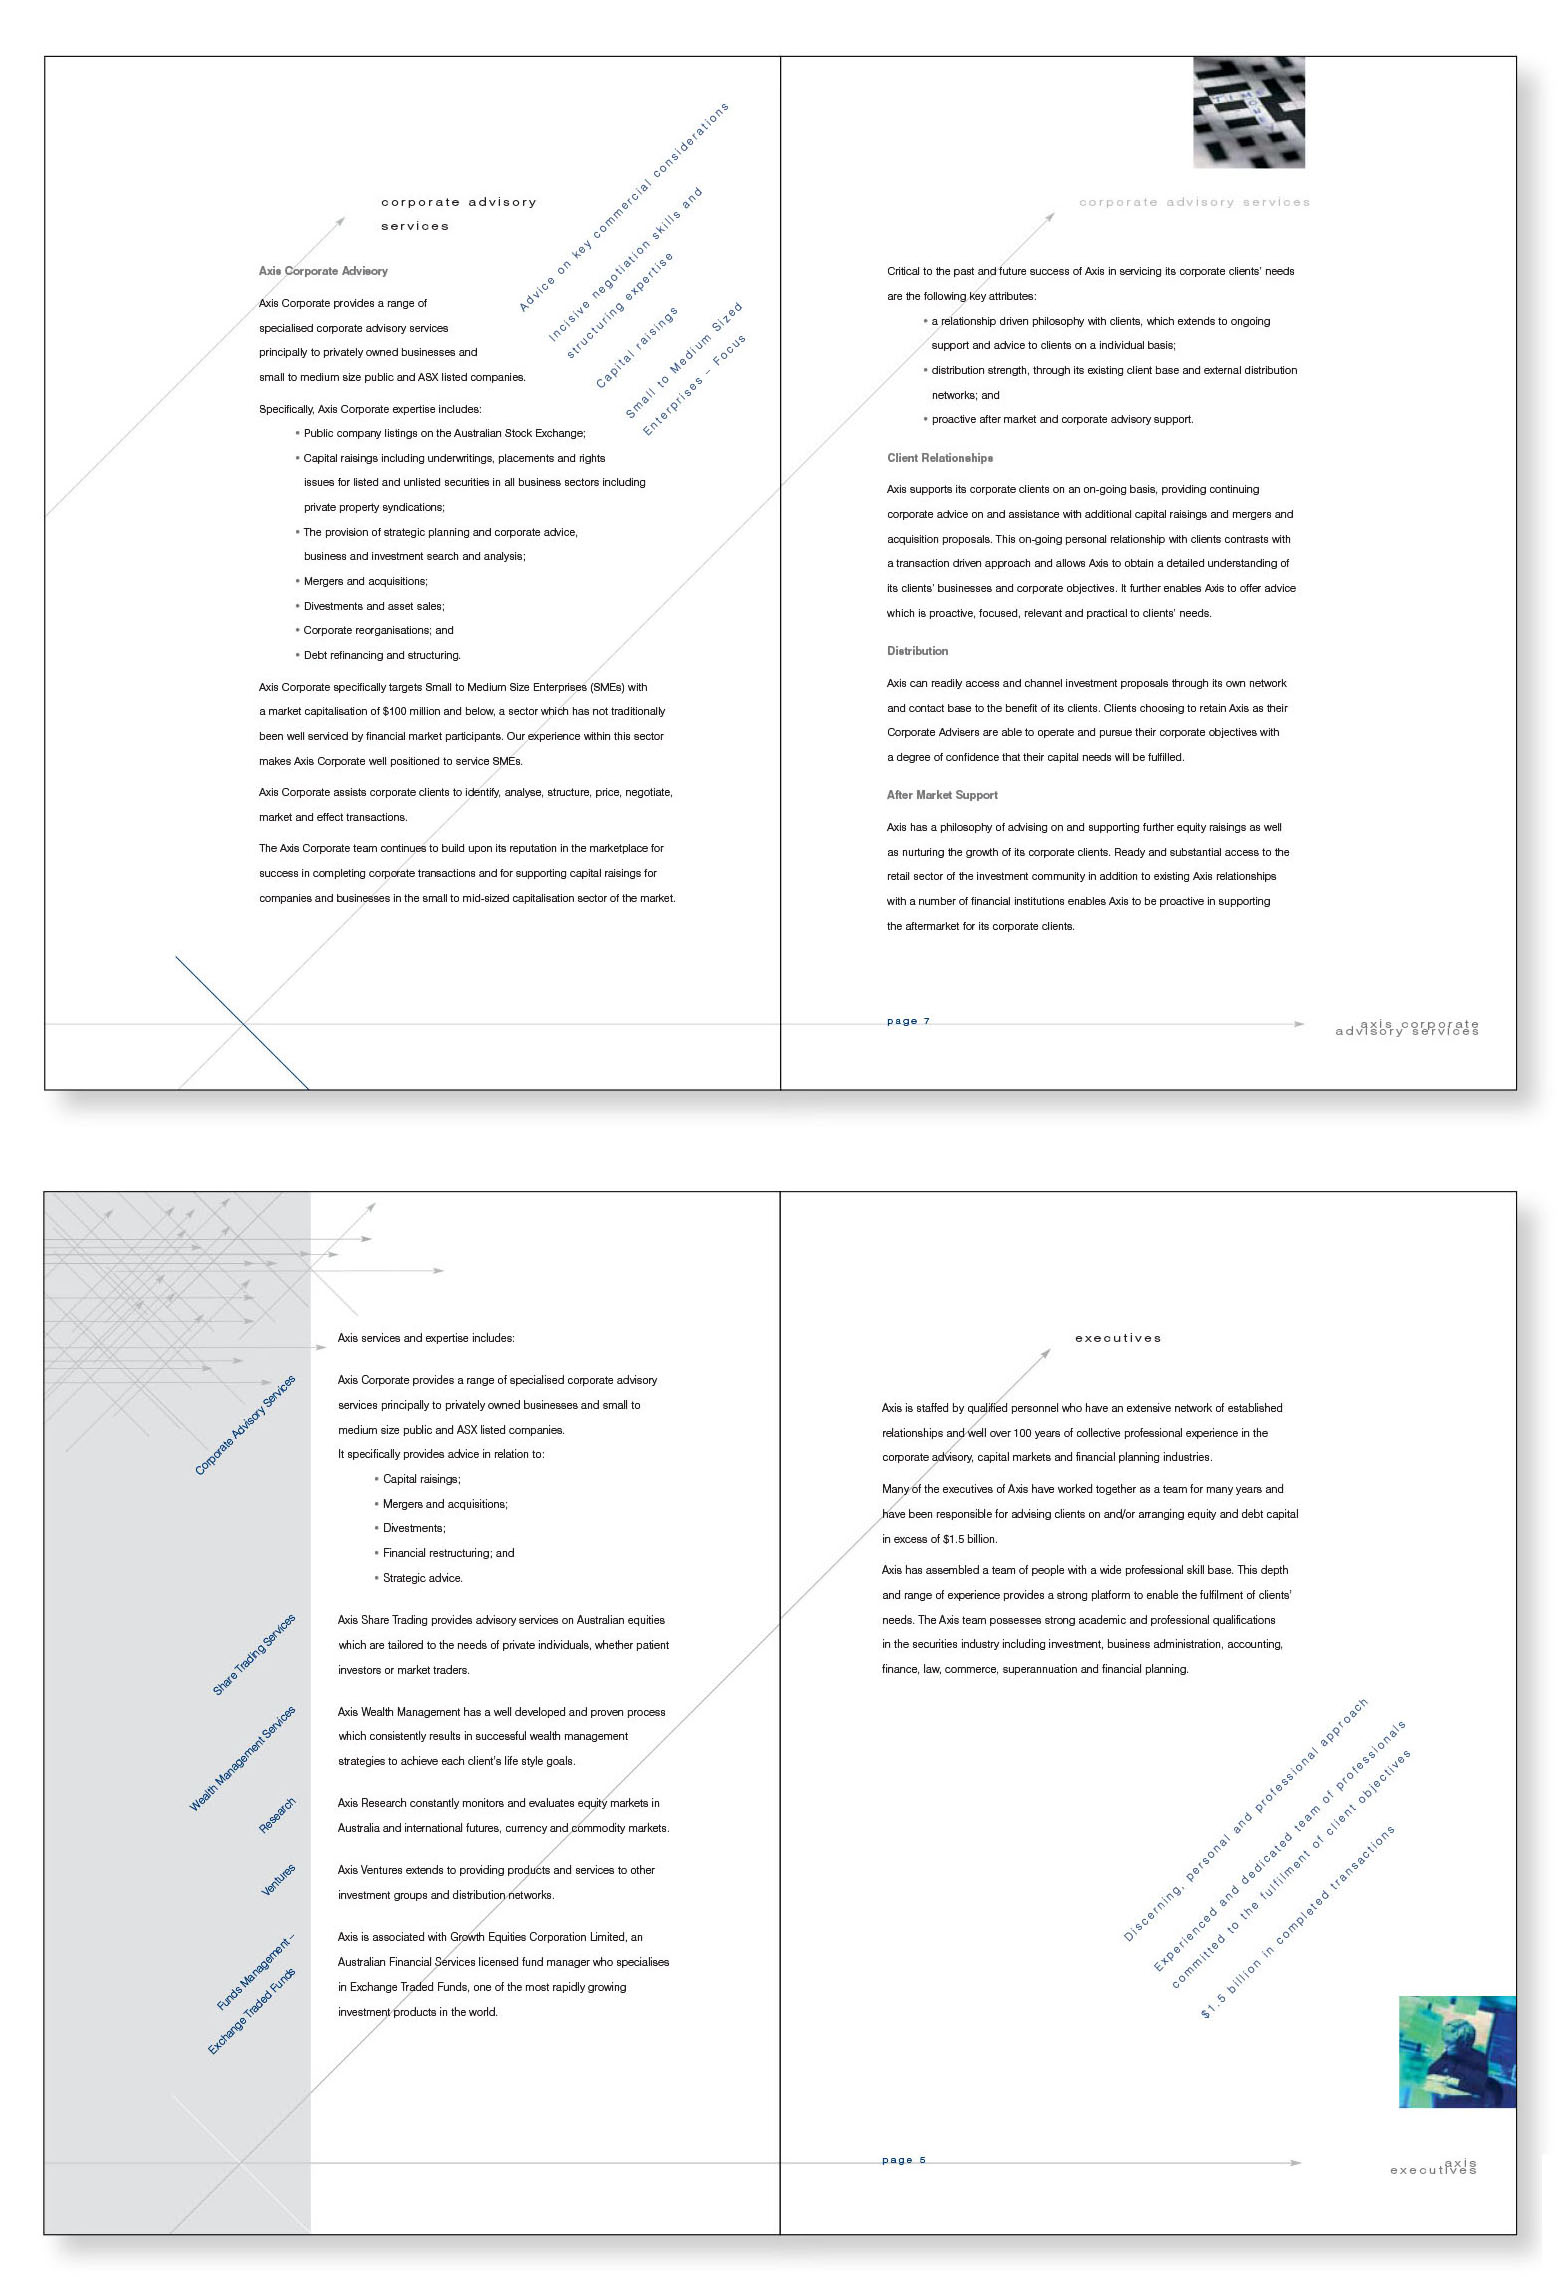 corporate advisory
services
Advice on key commercial considerations
Incisive negotiation skills and
structuring expertise
Capital raisings
Small to Medium Sized
Enterprises – Focus
Axis Corporate Advisory
Axis Corporate provides a range of
specialised corporate advisory services
principally to privately owned businesses and
small to medium size public and ASX listed companies.
Specifically, Axis Corporate expertise includes:
• Public company listings on the Australian Stock Exchange;
• Capital raisings including underwritings, placements and rights
issues for listed and unlisted securities in all business sectors including
private property syndications;
• The provision of strategic planning and corporate advice,
business and investment search and analysis;
• Mergers and acquisitions;
• Divestments and asset sales;
• Corporate reorganisations; and
• Debt refinancing and structuring.
Axis Corporate specifically targets Small to Medium Size Enterprises (SMEs) with
a market capitalisation of $100 million and below, a sector which has not traditionally
been well serviced by financial market participants. Our experience within this sector
makes Axis Corporate well positioned to service SMEs.
Axis Corporate assists corporate clients to identify, analyse, structure, price, negotiate,
market and effect transactions.
The Axis Corporate team continues to build upon its reputation in the marketplace for
success in completing corporate transactions and for supporting capital raisings for
companies and businesses in the small to mid-sized capitalisation sector of the market.
TIME
ONE
corporate advisory services
Critical to the past and future success of Axis in servicing its corporate clients' needs
are the following key attributes:
• a relationship driven philosophy with clients, which extends to ongoing
support and advice to clients on a individual basis;
• distribution strength, through its existing client base and external distribution
networks; and
• proactive after market and corporate advisory support.
Client Relationships
Axis supports its corporate clients on an on-going basis, providing continuing
corporate advice on and assistance with additional capital raisings and mergers and
acquisition proposals. This on-going personal relationship with clients contrasts with
a transaction driven approach and allows Axis to obtain a detailed understanding of
its clients' businesses and corporate objectives. It further enables Axis to offer advice
which is proactive, focused, relevant and practical to clients' needs.
Distribution
Axis can readily access and channel investment proposals through its own network
and contact base to the benefit of its clients. Clients choosing to retain Axis as their
Corporate Advisers are able to operate and pursue their corporate objectives with
a degree of confidence that their capital needs will be fulfilled.
After Market Support
Axis has a philosophy of advising on and supporting further equity raisings as well
as nurturing the growth of its corporate clients. Ready and substantial access to the
retail sector of the investment community in addition to existing Axis relationships
with a number of financial institutions enables Axis to be proactive in supporting
the aftermarket for its corporate clients.
page 7
axis corporate
advisory services
Axis services and expertise includes:
Corporate Advisory Services
Axis Corporate provides a range of specialised corporate advisory
services principally to privately owned businesses and small to
medium size public and ASX listed companies.
It specifically provides advice in relation to:
• Capital raisings;
• Mergers and acquisitions;
• Divestments;
• Financial restructuring; and
• Strategic advice.
Share Trading Services
Axis Share Trading provides advisory services on Australian equities
which are tailored to the needs of private individuals, whether patient
investors or market traders.
Wealth Management Services
Axis Wealth Management has a well developed and proven process
which consistently results in successful wealth management
strategies to achieve each client's life style goals.
Research
Axis Research constantly monitors and evaluates equity markets in
Australia and international futures, currency and commodity markets.
Ventures
Axis Ventures extends to providing products and services to other
investment groups and distribution networks.
Funds Management –
Exchange Traded Funds
Axis is associated with Growth Equities Corporation Limited, an
Australian Financial Services licensed fund manager who specialises
in Exchange Traded Funds, one of the most rapidly growing
investment products in the world.
executives
Axis is staffed by qualified personnel who have an extensive network of established
relationships and well over 100 years of collective professional experience in the
corporate advisory, capital markets and financial planning industries.
Many of the executives of Axis have worked together as a team for many years and
have been responsible for advising clients on and/or arranging equity and debt capital
in excess of $1.5 billion.
Axis has assembled a team of people with a wide professional skill base. This depth
and range of experience provides a strong platform to enable the fulfilment of clients'
needs. The Axis team possesses strong academic and professional qualifications
in the securities industry including investment, business administration, accounting,
finance, law, commerce, superannuation and financial planning.
Discerning, personal and professional approach
Experienced and dedicated team of professionals
committed to the fulfilment of client objectives
$1.5 billion in completed transactions
page 5
axis
executives